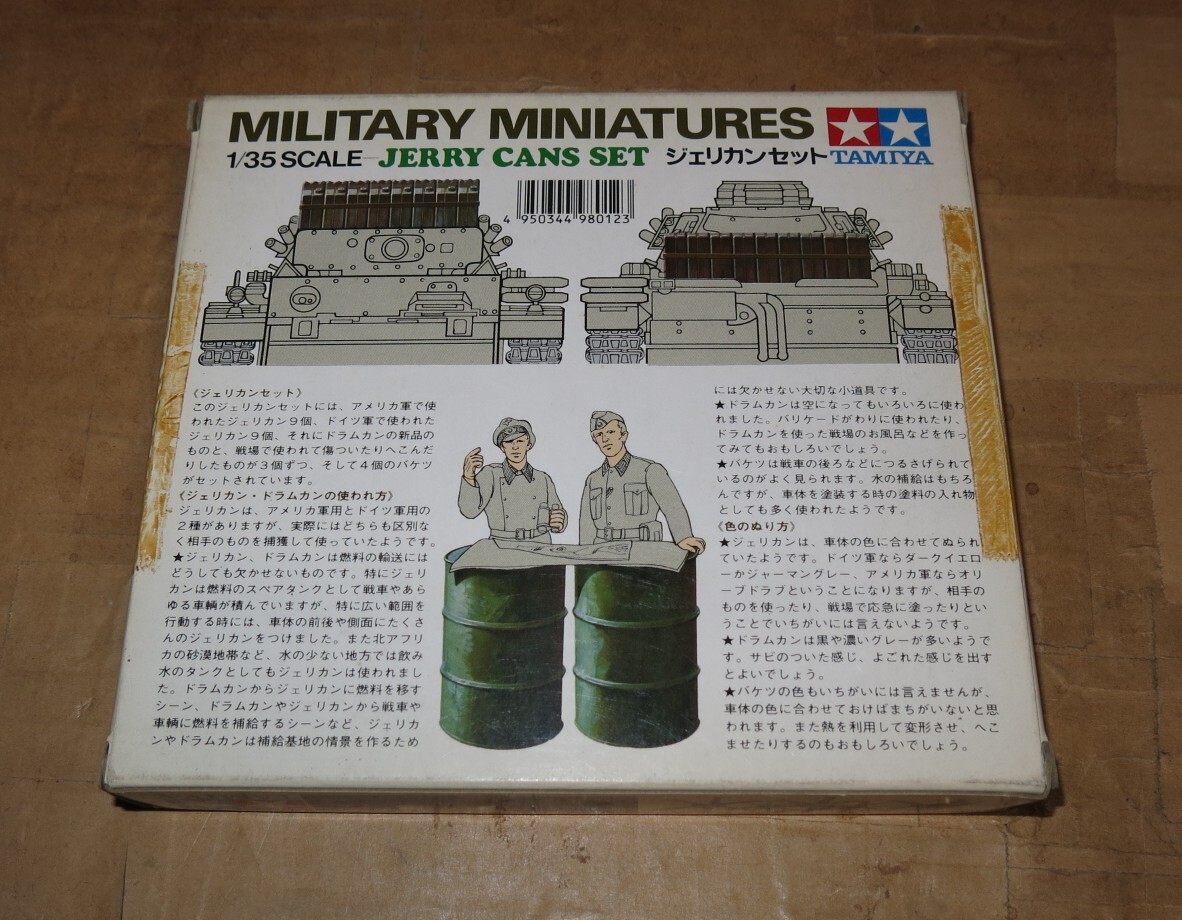 MILITARY MINIATURES
1/35 SCALE JERRY CANS SET ジェリカンセット TAMIYA
4 950344 980123
《ジェリカンセット》
このジェリカンセットには、アメリカ軍で使
われたジェリカン9個、ドイツ軍で使われた
ジェリカン9個、それにドラムカンの新品の
ものと、戦場で使われて傷ついたりへこんだ
りしたものが3個ずつ、そして4個のバケツ
がセットされています。
《ジェリカン・ドラムカンの使われ方》
ジェリカンは、アメリカ軍用とドイツ軍用の
2種がありますが、実際にはどちらも区別な
く相手のものを捕獲して使っていたようです。
★ジェリカン、ドラムカンは燃料の輸送には
どうしても欠かせないものです。特にジェリ
カンは燃料のスペアタンクとして戦車やあら
ゆる車輌が積んでいますが、特に広い範囲を
行動する時には、車体の前後や側面にたくさ
んのジェリカンをつけました。また北アフリ
カの砂漠地帯など、水の少ない地方では飲み
水のタンクとしてもジェリカンは使われまし
た。ドラムカンからジェリカンに燃料を移す
シーン、ドラムカンやジェリカンから戦車や
車輌に燃料を補給するシーンなど、ジェリカ
ンやドラムカンは補給基地の情景を作るため
には欠かせない大切な小道具です。
★ドラムカンは空になってもいろいろに使わ
れました。バリケードがわりに使われたり、
ドラムカンを使った戦場のお風呂などを作っ
てみてもおもしろいでしょう。
★バケツは戦車の後ろなどにつるさげられて
いるのがよく見られます。水の補給はもちろ
んですが、車体を塗装する時の塗料の入れ物
としても多く使われたようです。
《色のぬり方》
★ジェリカンは、車体の色に合わせてぬられ
ていたようです。ドイツ軍ならダークイエロ
ーかジャーマングレー、アメリカ軍ならオリ
ーブドラブということになりますが、相手の
ものを使ったり、戦場で応急に塗ったりとい
うことでいちがいには言えないようです。
★ドラムカンは黒や濃いグレーが多いようで
す。サビのついた感じ、よごれた感じを出す
とよいでしょう。
★バケツの色もいちがいには言えませんが、
車体の色に合わせておけばまちがいないと思
われます。また熱を利用して変形させ、へこ
ませたりするのもおもしろいでしょう。